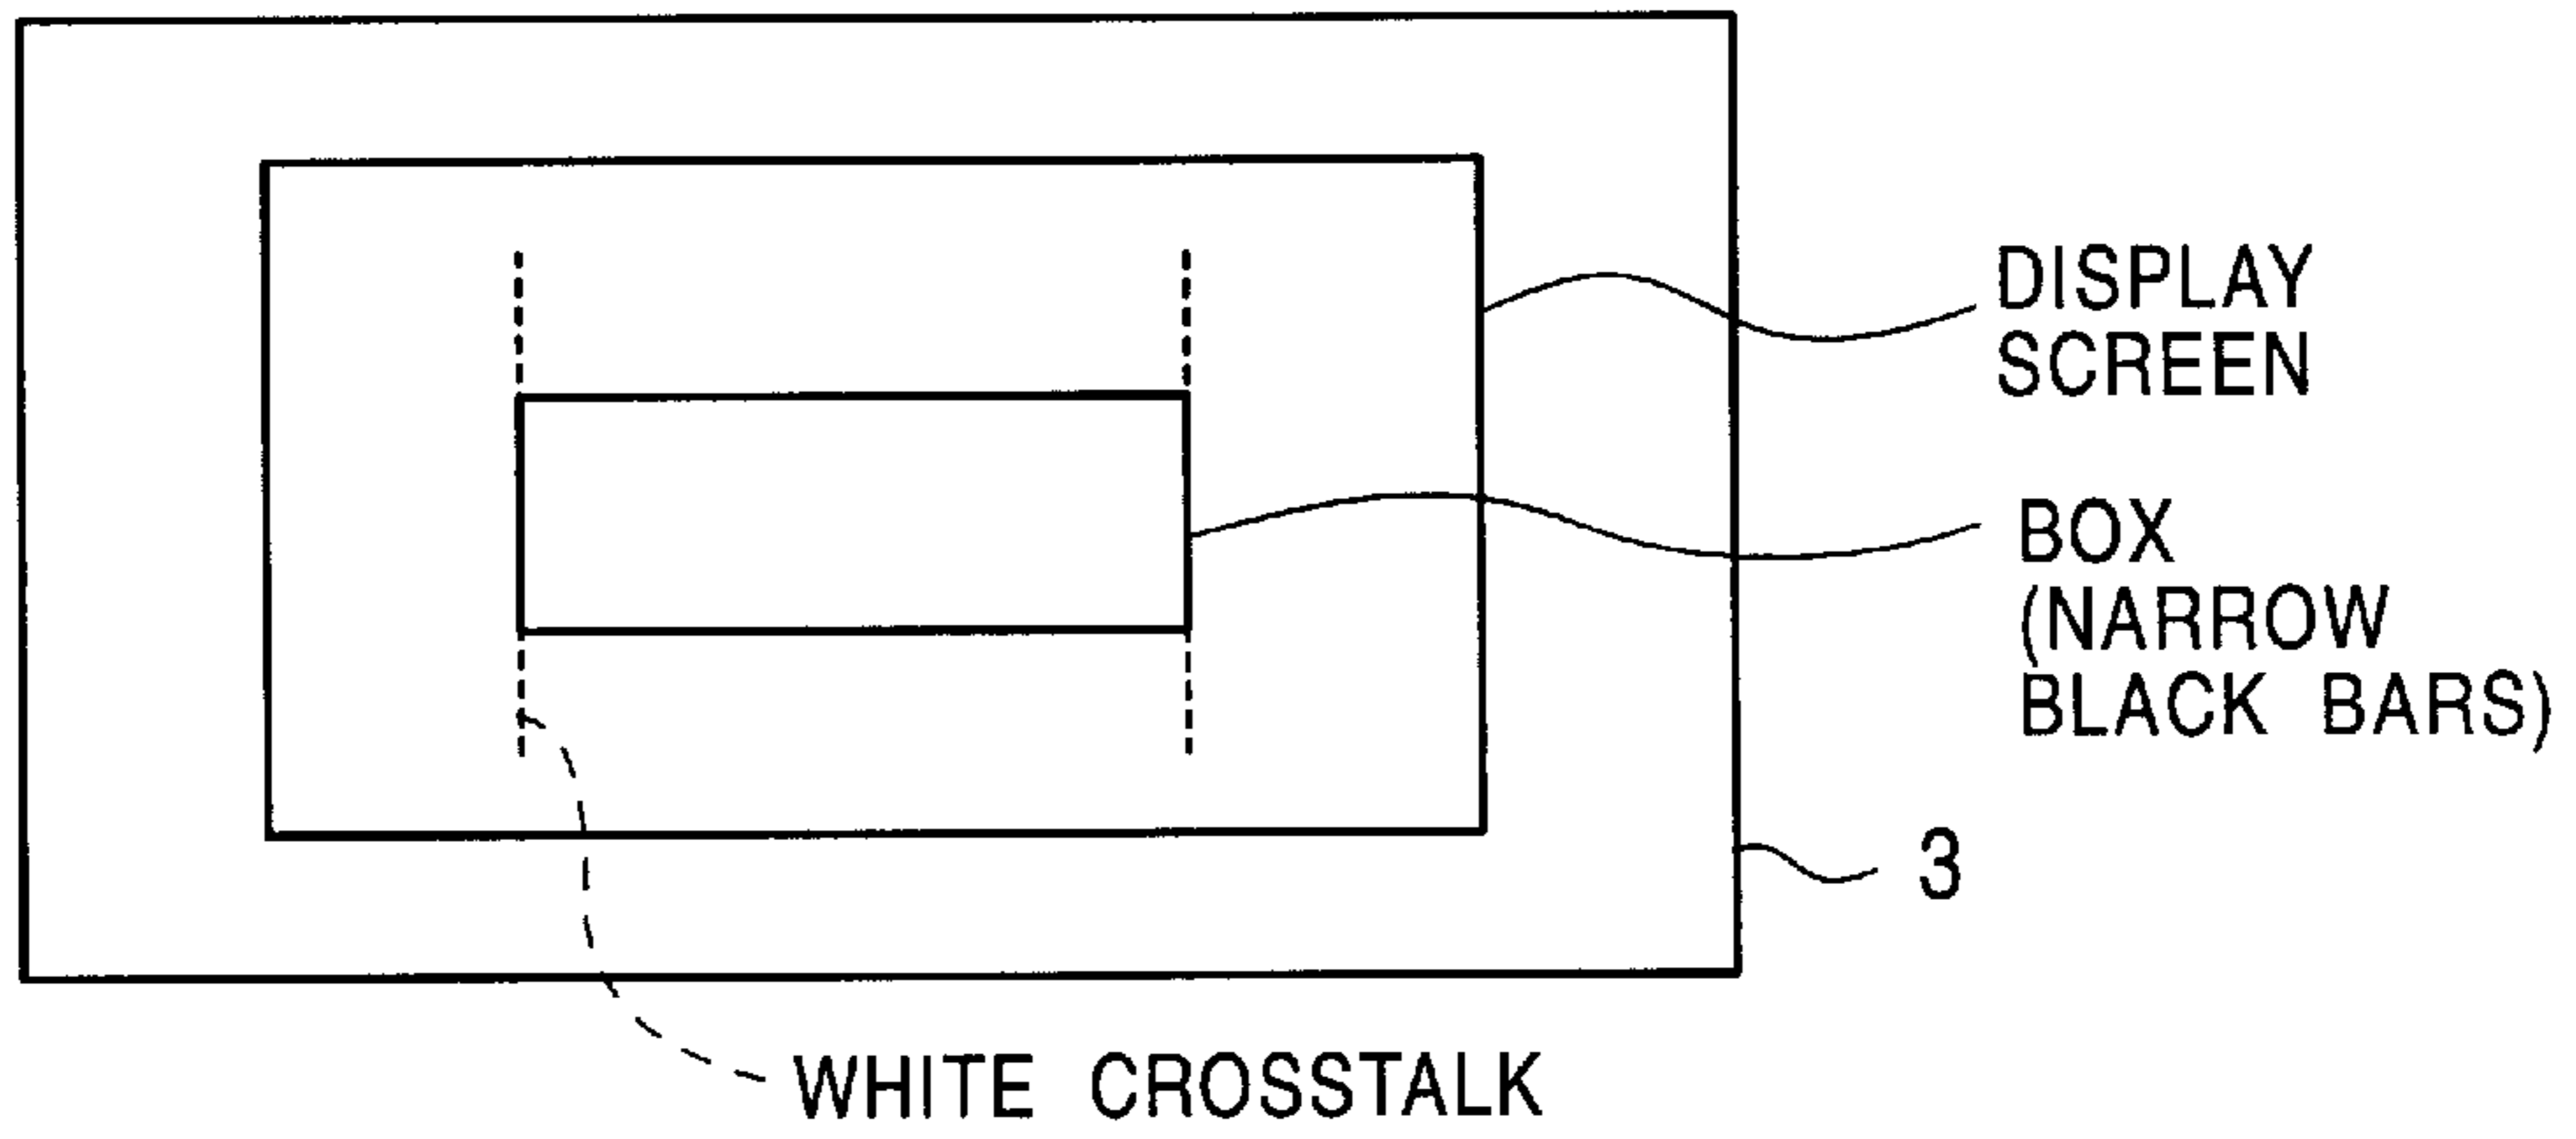 DISPLAY
SCREEN
BOX
(NARROW
BLACK BARS)
3
WHITE CROSSTALK